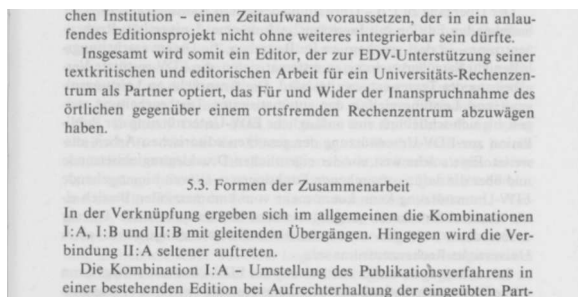 chen Institution – einen Zeitaufwand voraussetzen, der in ein anlau-
fendes Editionsprojekt nicht ohne weiteres integrierbar sein dürfte.
Insgesamt wird somit ein Editor, der zur EDV-Unterstützung seiner
textkritischen und editorischen Arbeit für ein Universitäts-Rechenzen-
trum als Partner optiert, das Für und Wider der Inanspruchnahme des
örtlichen gegenüber einem ortsfremden Rechenzentrum abzuwägen
haben.
5.3. Formen der Zusammenarbeit
In der Verknüpfung ergeben sich im allgemeinen die Kombinationen
I:A, I:B und II:B mit gleitenden Übergängen. Hingegen wird die Ver-
bindung II:A seltener auftreten.
Die Kombination I:A – Umstellung des Publikationsverfahrens in
einer bestehenden Edition bei Aufrechterhaltung der eingeübten Part-